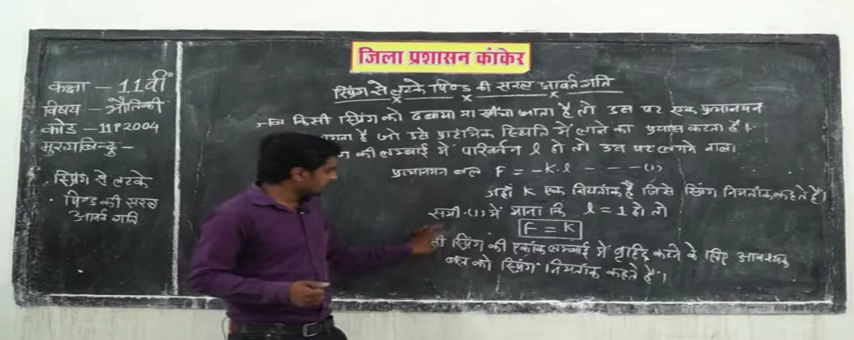 जिला प्रशासन कांकेर
कक्षा - 11वीं
विषय - भौतिकी
कोड - 11P2004
मुख्यबिन्दु -
• स्प्रिंग से लटके
• पिण्ड की सरल
आवर्त गति
स्प्रिंग से लटके पिण्ड की सरल आवर्त गति
किसी स्प्रिंग को दबाया या खींचा जाता है तो उस पर एक प्रत्यानयन
लगता है जो उसे प्रारंभिक स्थिति में लाने का प्रयास करता है।
की लम्बाई में परिवर्तन l हो तो उस पर लगने वाला
प्रत्यानयन बल F = -K.l ----- (1)
जहाँ K एक नियतांक है जिसे स्प्रिंग नियतांक कहते हैं।
समी.(1) में माना कि l = 1 हो तो
F = K
स्प्रिंग की एकांक लम्बाई में वृद्धि करने के लिए आवश्यक
बल को स्प्रिंग नियतांक कहते हैं।